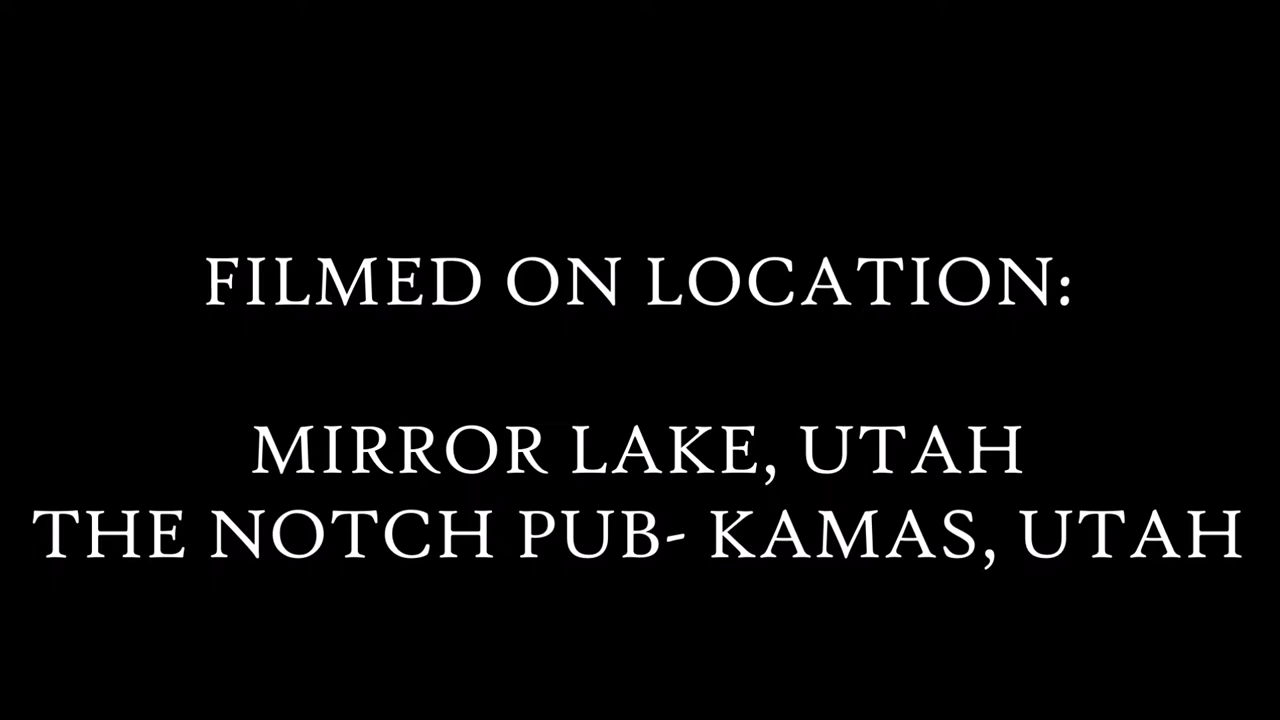 FILMED ON LOCATION:
MIRROR LAKE, UTAH
THE NOTCH PUB- KAMAS, UTAH